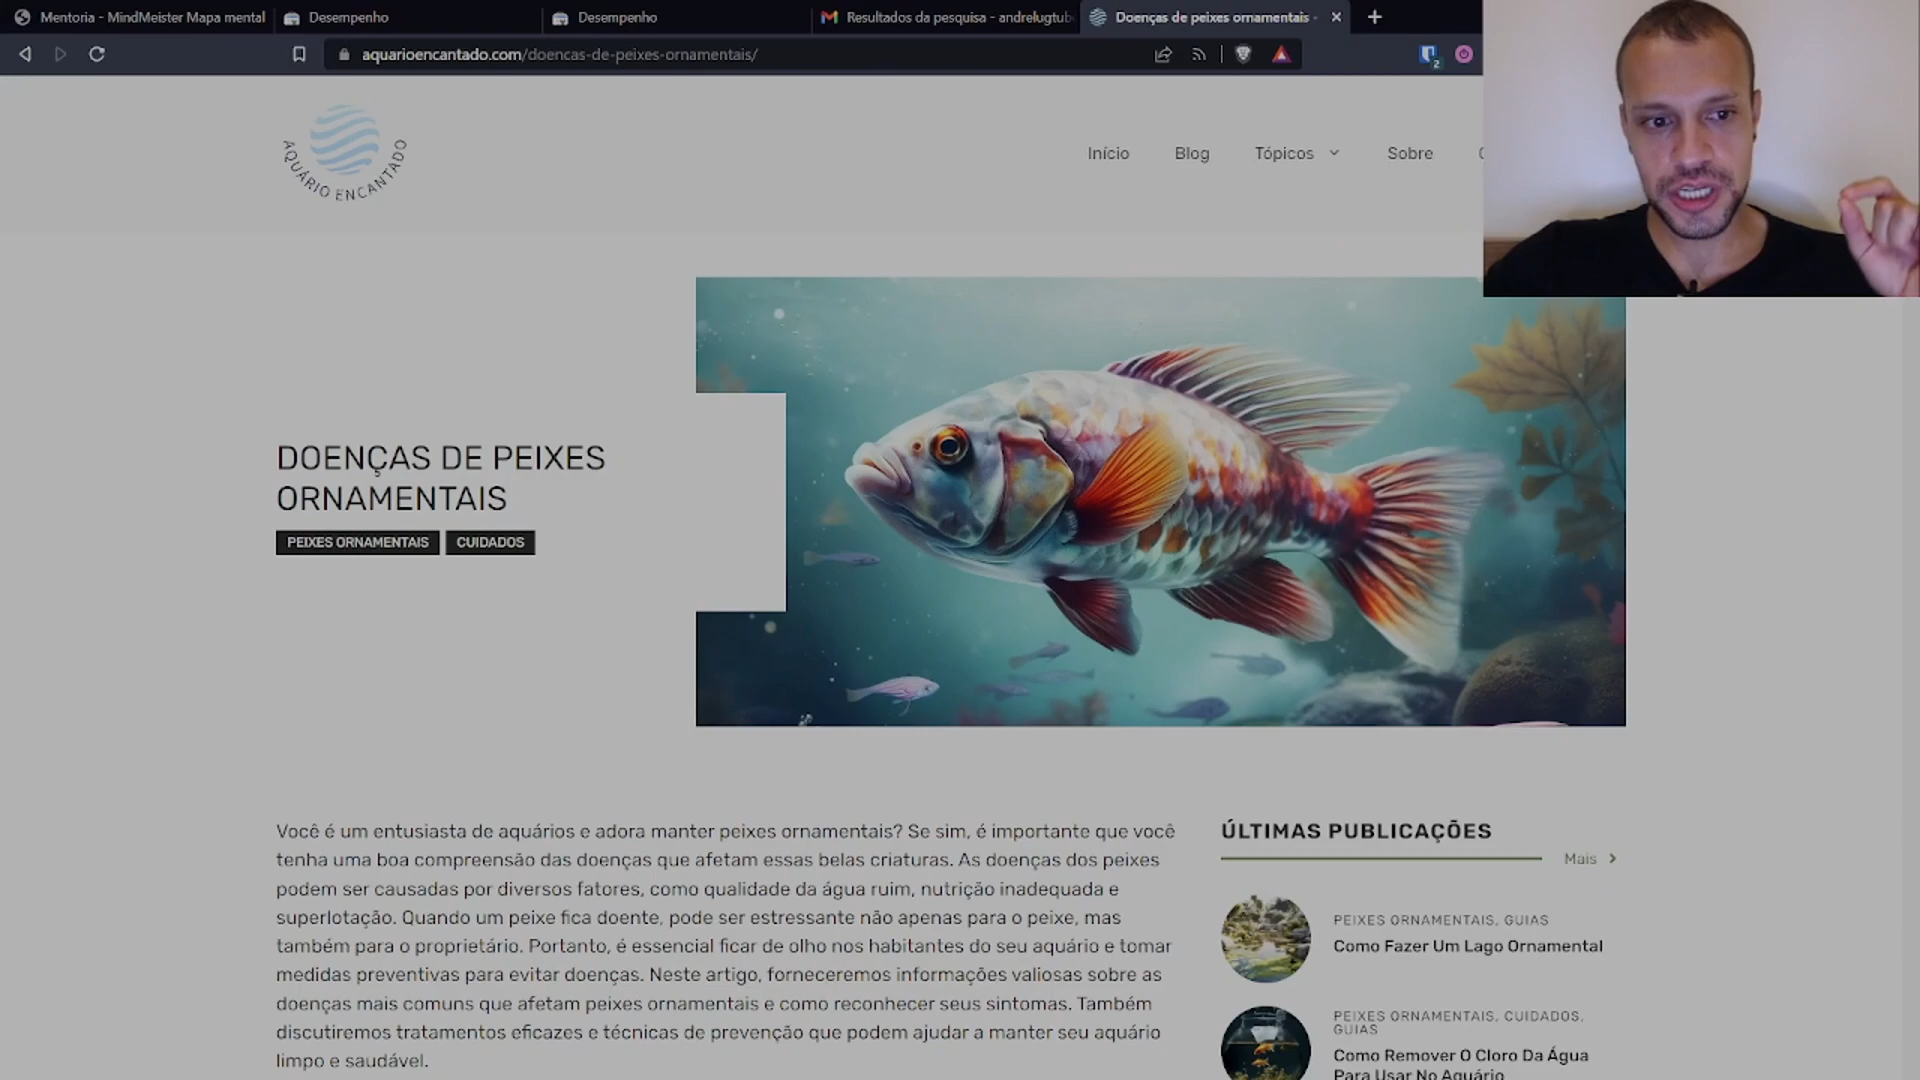 Mentoria - MindMeister Mapa mental
Desempenho
Desempenho
Resultados da pesquisa - andrelugtub
Doenças de peixes ornamentais -
aquarioencantado.com/doencas-de-peixes-ornamentais/
2
AQUÁRIO ENCANTADO
Início
Blog
Tópicos
Sobre
DOENÇAS DE PEIXES
ORNAMENTAIS
PEIXES ORNAMENTAIS
CUIDADOS
Você é um entusiasta de aquários e adora manter peixes ornamentais? Se sim, é importante que você
tenha uma boa compreensão das doenças que afetam essas belas criaturas. As doenças dos peixes
podem ser causadas por diversos fatores, como qualidade da água ruim, nutrição inadequada e
superlotação. Quando um peixe fica doente, pode ser estressante não apenas para o peixe, mas
também para o proprietário. Portanto, é essencial ficar de olho nos habitantes do seu aquário e tomar
medidas preventivas para evitar doenças. Neste artigo, forneceremos informações valiosas sobre as
doenças mais comuns que afetam peixes ornamentais e como reconhecer seus sintomas. Também
discutiremos tratamentos eficazes e técnicas de prevenção que podem ajudar a manter seu aquário
limpo e saudável.
ÚLTIMAS PUBLICAÇÕES
Mais
PEIXES ORNAMENTAIS, GUIAS
Como Fazer Um Lago Ornamental
PEIXES ORNAMENTAIS, CUIDADOS,
GUIAS
Como Remover O Cloro Da Água
Para Usar No Aquário